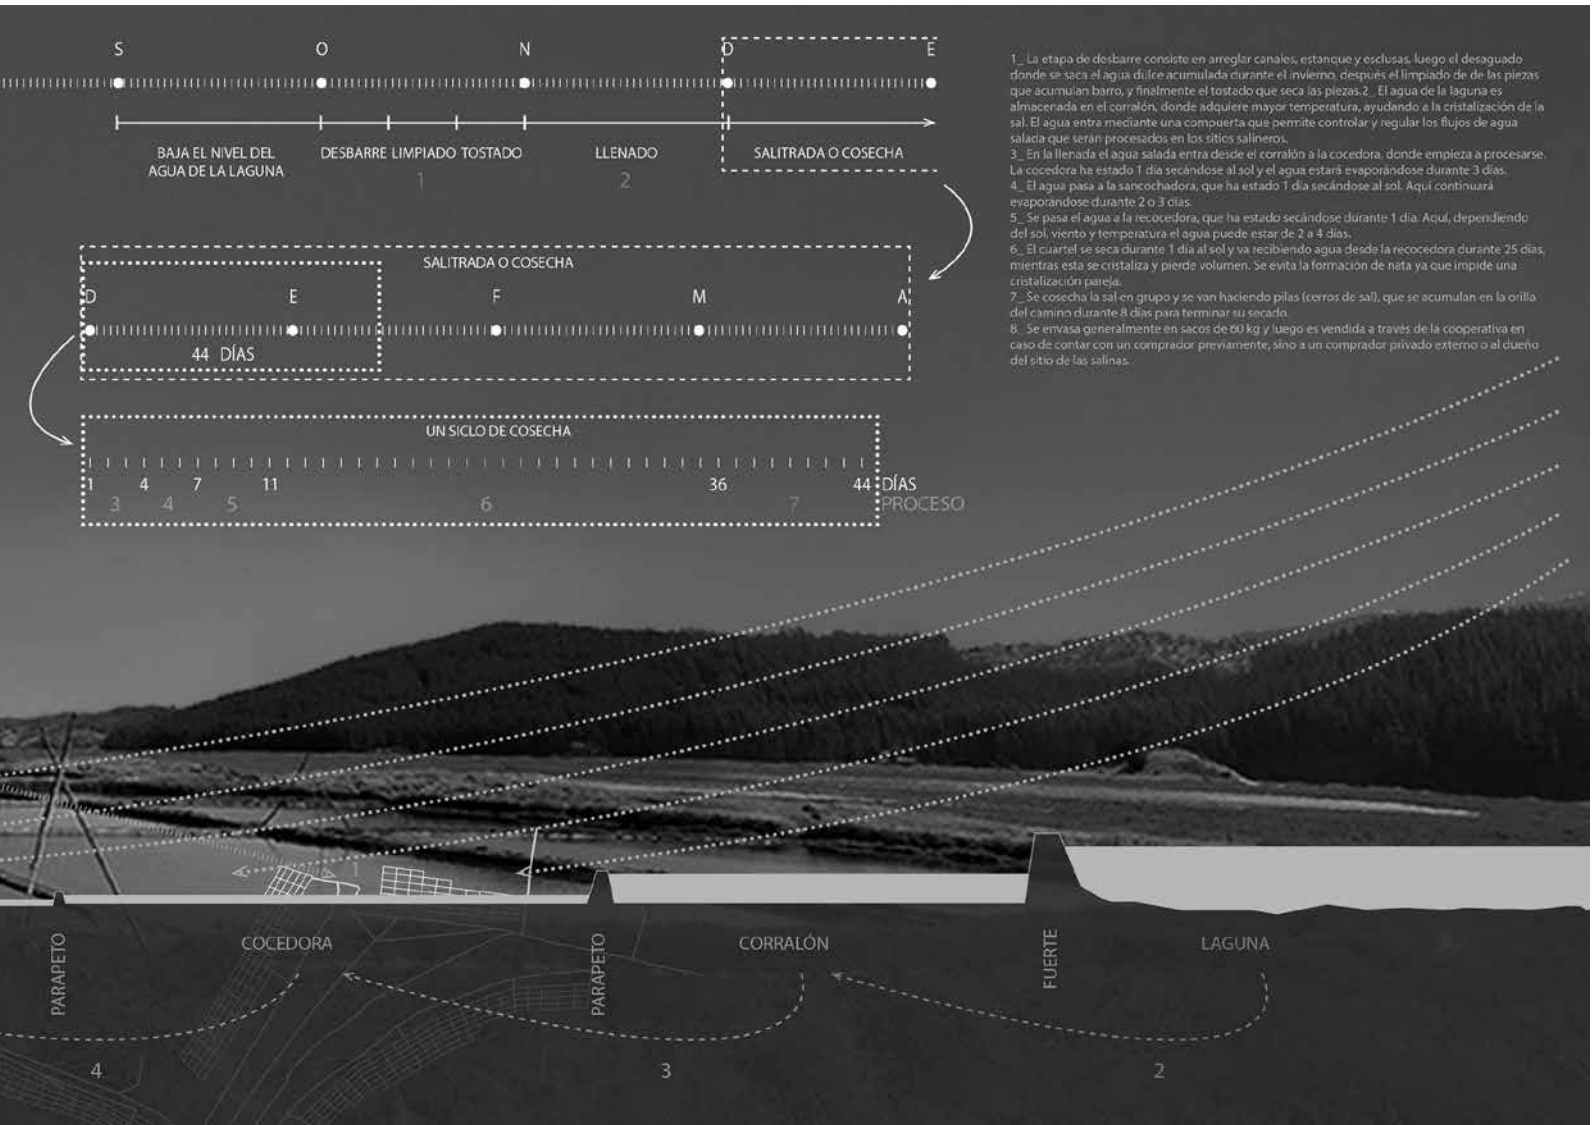 S O N D E
BAJA EL NIVEL DEL
AGUA DE LA LAGUNA
DESBARRE LIMPIADO TOSTADO
1
LLENADO
2
SALITRADA O COSECHA
1_ La etapa de desbarre consiste en arreglar canales, estanque y esclusas, luego el desaguado
donde se saca el agua dulce acumulada durante el invierno, después el limpiado de de las piezas
que acumulan barro, y finalmente el tostado que seca las piezas.2_ El agua de la laguna es
almacenada en el corralón, donde adquiere mayor temperatura, ayudando a la cristalización de la
sal. El agua entra mediante una compuerta que permite controlar y regular los flujos de agua
salada que serán procesados en los sitios salineros.
3_ En la llenada el agua salada entra desde el corralón a la cocedora, donde empieza a procesarse.
La cocedora ha estado 1 día secándose al sol y el agua estará evaporándose durante 3 días.
4_ El agua pasa a la sancochadora, que ha estado 1 día secándose al sol. Aquí continuará
evaporándose durante 2 o 3 días.
5_ Se pasa el agua a la recocedora, que ha estado secándose durante 1 día. Aquí, dependiendo
del sol, viento y temperatura el agua puede estar de 2 a 4 días.
6_ El cuartel se seca durante 1 día al sol y va recibiendo agua desde la recocedora durante 25 días,
mientras esta se cristaliza y pierde volumen. Se evita la formación de nata ya que impide una
cristalización pareja.
7_ Se cosecha la sal en grupo y se van haciendo pilas (cerros de sal), que se acumulan en la orilla
del camino durante 8 días para terminar su secado.
8_ Se envasa generalmente en sacos de 60 kg y luego es vendida a través de la cooperativa en
caso de contar con un comprador previamente, sino a un comprador privado externo o al dueño
del sitio de las salinas.
SALITRADA O COSECHA
D E F M A
44 DÍAS
UN SICLO DE COSECHA
1 4 7 11 36 44 DÍAS
3 4 5 6 7 PROCESO
1
PARAPETO
COCEDORA
PARAPETO
CORRALÓN
FUERTE
LAGUNA
4 3 2